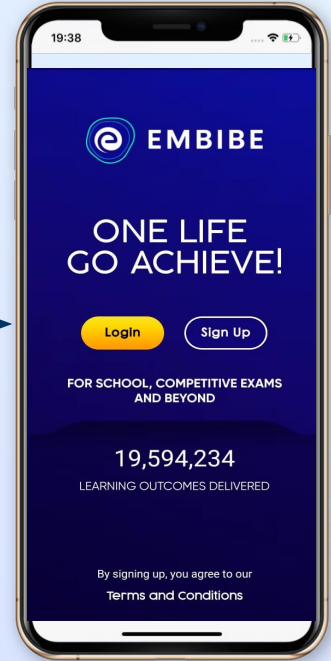 19:38
EMBIBE
ONE LIFE
GO ACHIEVE!
Login
Sign Up
FOR SCHOOL, COMPETITIVE EXAMS
AND BEYOND
19,594,234
LEARNING OUTCOMES DELIVERED
By signing up, you agree to our
Terms and Conditions